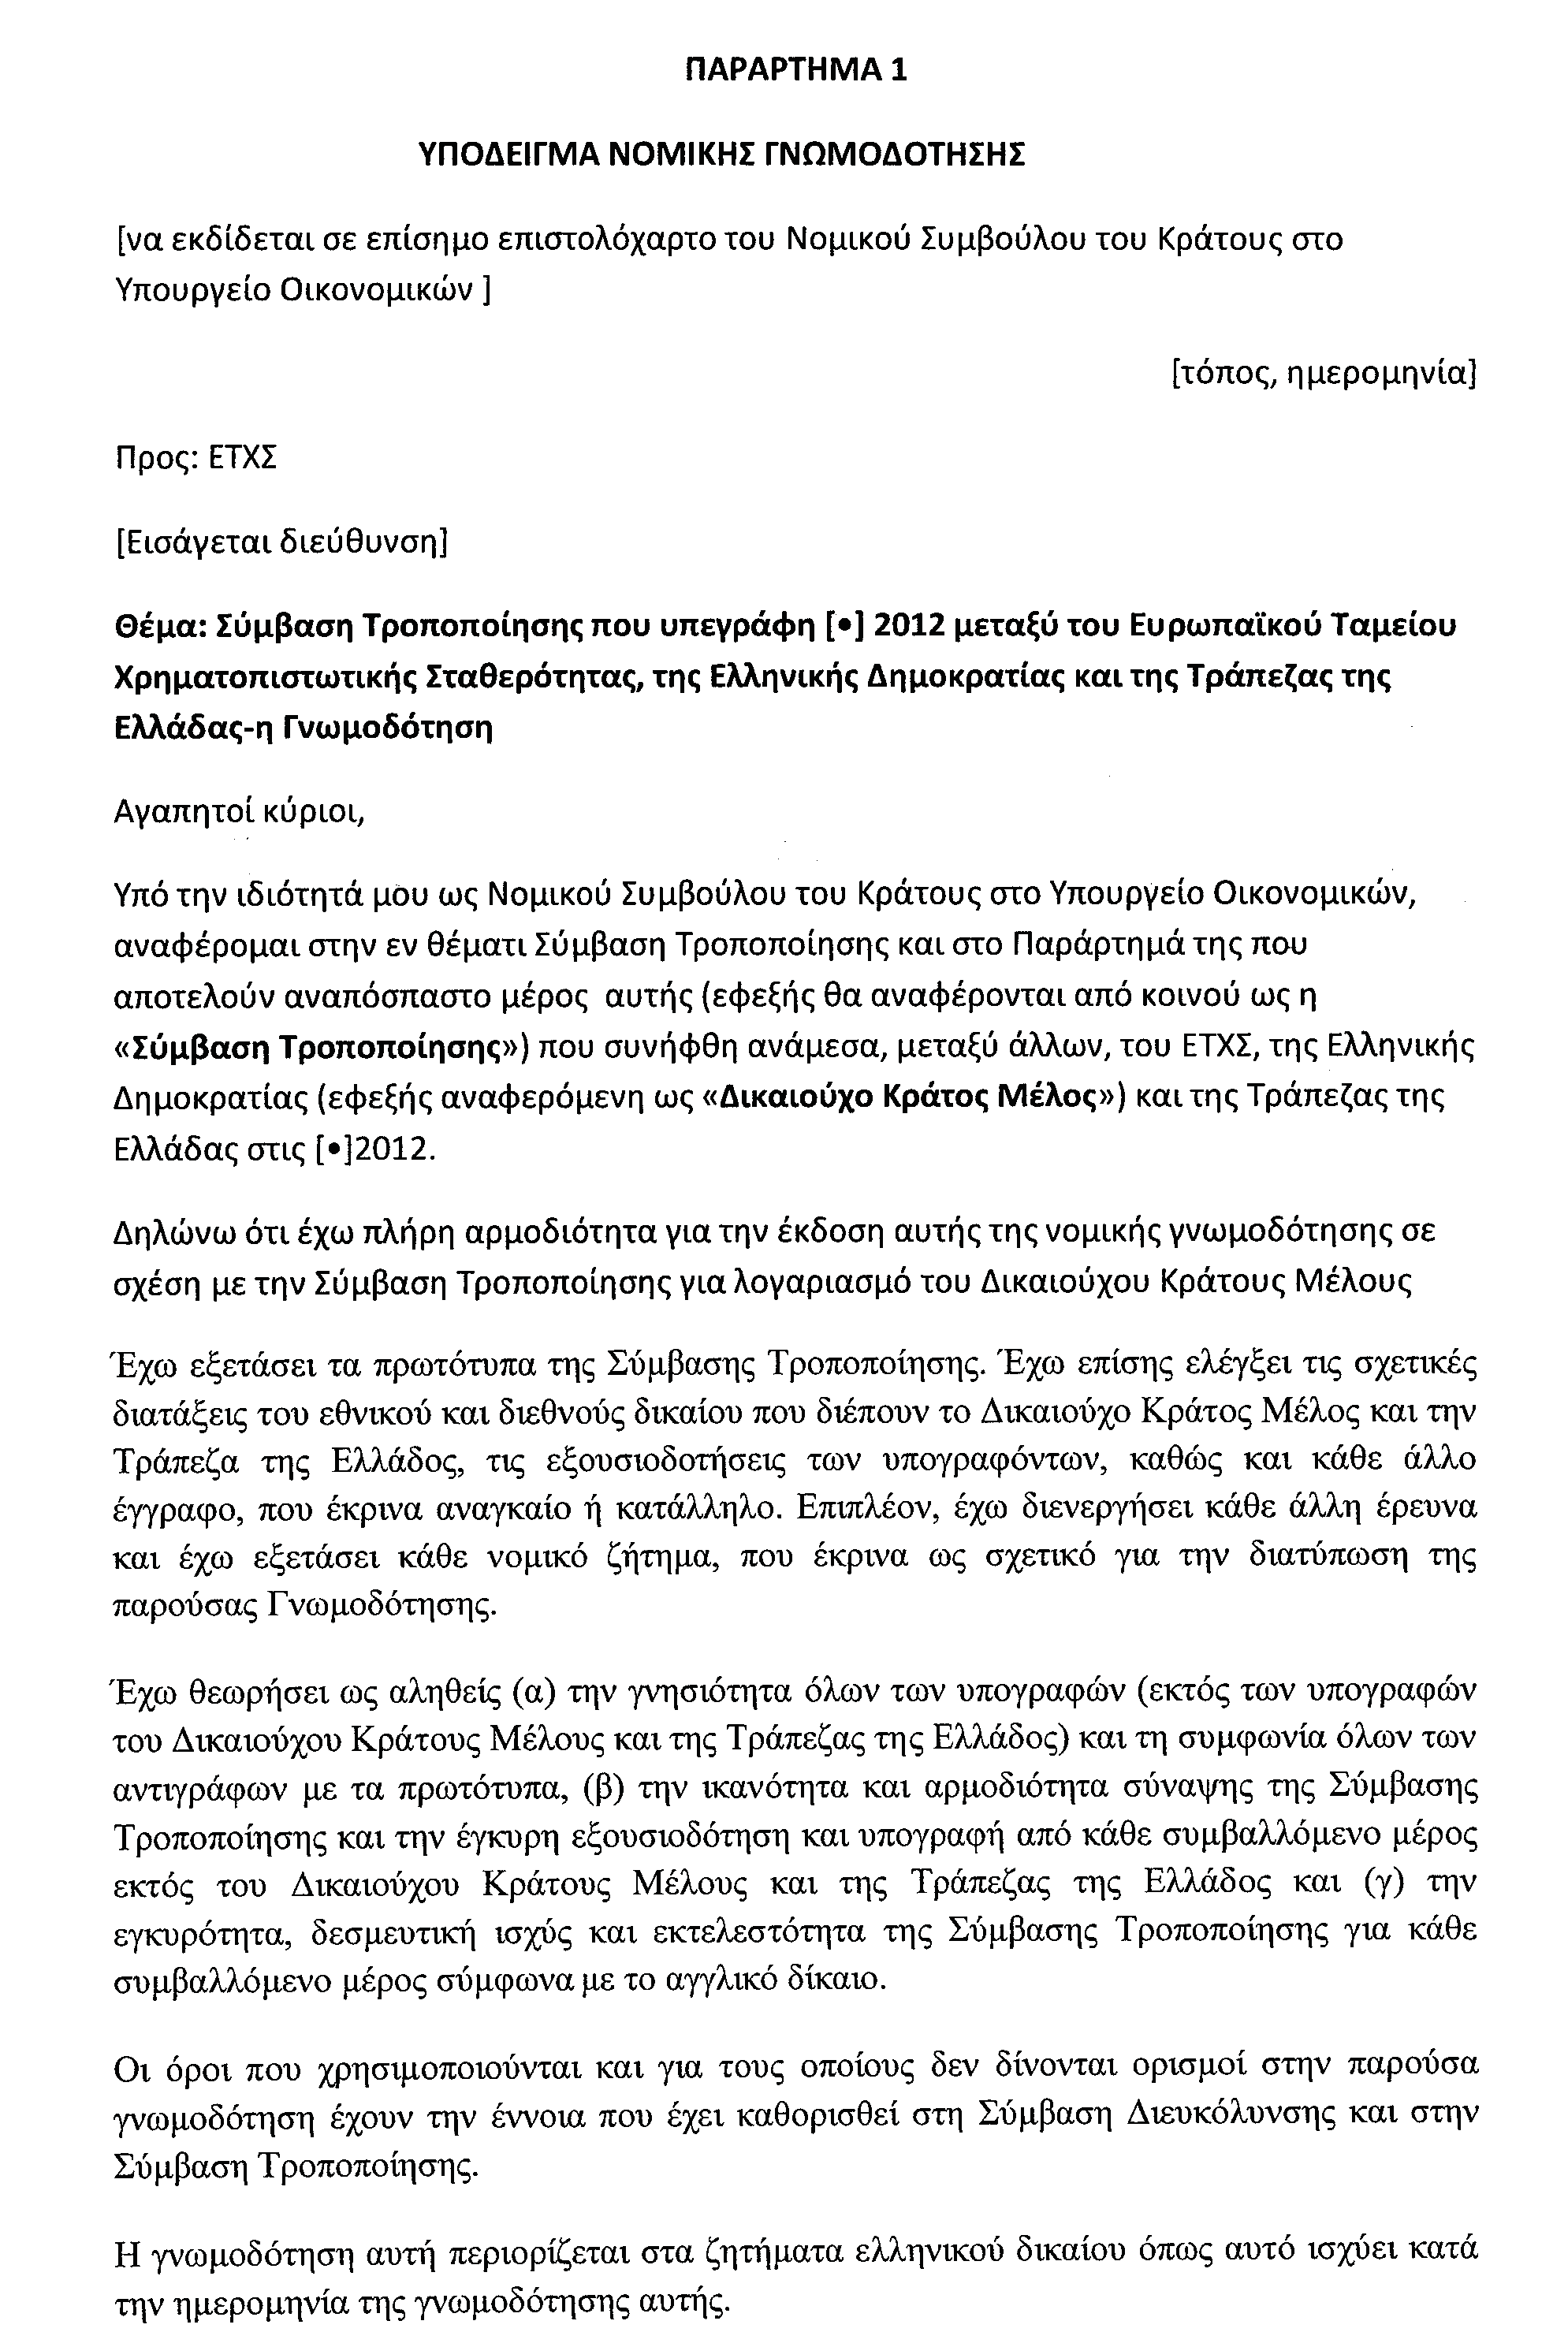 ΠΑΡΑΡΤΗΜΑ 1
ΥΠΟΔΕΙΓΜΑ ΝΟΜΙΚΗΣ ΓΝΩΜΟΔΟΤΗΣΗΣ
[να εκδίδεται σε επίσημο επιστολόχαρτο του Νομικού Συμβούλου του Κράτους στο
Υπουργείο Οικονομικών ]
[τόπος, ημερομηνία]
Προς: ΕΤΧΣ
[Εισάγεται διεύθυνση]
Θέμα: Σύμβαση Τροποποίησης που υπεγράφη [•] 2012 μεταξύ του Ευρωπαϊκού Ταμείου
Χρηματοπιστωτικής Σταθερότητας, της Ελληνικής Δημοκρατίας και της Τράπεζας της
Ελλάδας-η Γνωμοδότηση
Αγαπητοί κύριοι,
Υπό την ιδιότητά μου ως Νομικού Συμβούλου του Κράτους στο Υπουργείο Οικονομικών,
αναφέρομαι στην εν θέματι Σύμβαση Τροποποίησης και στο Παράρτημά της που
αποτελούν αναπόσπαστο μέρος αυτής (εφεξής θα αναφέρονται από κοινού ως η
«Σύμβαση Τροποποίησης») που συνήφθη ανάμεσα, μεταξύ άλλων, του ΕΤΧΣ, της Ελληνικής
Δημοκρατίας (εφεξής αναφερόμενη ως «Δικαιούχο Κράτος Μέλος») και της Τράπεζας της
Ελλάδας στις [•]2012.
Δηλώνω ότι έχω πλήρη αρμοδιότητα για την έκδοση αυτής της νομικής γνωμοδότησης σε
σχέση με την Σύμβαση Τροποποίησης για λογαριασμό του Δικαιούχου Κράτους Μέλους
Έχω εξετάσει τα πρωτότυπα της Σύμβασης Τροποποίησης. Έχω επίσης ελέγξει τις σχετικές
διατάξεις του εθνικού και διεθνούς δικαίου που διέπουν το Δικαιούχο Κράτος Μέλος και την
Τράπεζα της Ελλάδος, τις εξουσιοδοτήσεις των υπογραφόντων, καθώς και κάθε άλλο
έγγραφο, που έκρινα αναγκαίο ή κατάλληλο. Επιπλέον, έχω διενεργήσει κάθε άλλη έρευνα
και έχω εξετάσει κάθε νομικό ζήτημα, που έκρινα ως σχετικό για την διατύπωση της
παρούσας Γνωμοδότησης.
Έχω θεωρήσει ως αληθείς (α) την γνησιότητα όλων των υπογραφών (εκτός των υπογραφών
του Δικαιούχου Κράτους Μέλους και της Τράπεζας της Ελλάδος) και τη συμφωνία όλων των
αντιγράφων με τα πρωτότυπα, (β) την ικανότητα και αρμοδιότητα σύναψης της Σύμβασης
Τροποποίησης και την έγκυρη εξουσιοδότηση και υπογραφή από κάθε συμβαλλόμενο μέρος
εκτός του Δικαιούχου Κράτους Μέλους και της Τράπεζας της Ελλάδος και (γ) την
εγκυρότητα, δεσμευτική ισχύς και εκτελεστότητα της Σύμβασης Τροποποίησης για κάθε
συμβαλλόμενο μέρος σύμφωνα με το αγγλικό δίκαιο.
Οι όροι που χρησιμοποιούνται και για τους οποίους δεν δίνονται ορισμοί στην παρούσα
γνωμοδότηση έχουν την έννοια που έχει καθορισθεί στη Σύμβαση Διευκόλυνσης και στην
Σύμβαση Τροποποίησης.
Η γνωμοδότηση αυτή περιορίζεται στα ζητήματα ελληνικού δικαίου όπως αυτό ισχύει κατά
την ημερομηνία της γνωμοδότησης αυτής.